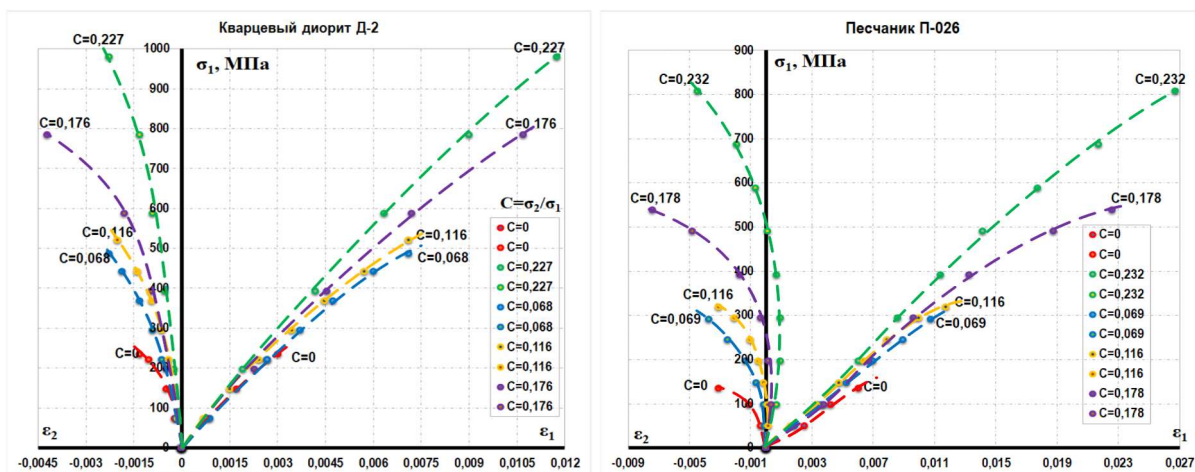 Кварцевый диорит Д-2
C=0,227
1000
σ₁, МПа
C=0,227
900
800
C=0,176
C=0,176
700
600
C=σ₂/σ₁
C=0,116
500
C=0,116
C=0,068
C=0,068
400
300
C=0
C=0
200
100
0
ε₂
ε₁
C=0
C=0
C=0,227
C=0,227
C=0,068
C=0,068
C=0,116
C=0,116
C=0,176
C=0,176
-0,0045 -0,003 -0,0015 0 0,0015 0,003 0,0045 0,006 0,0075 0,009 0,0105 0,012
Песчаник П-026
900
σ₁, МПа
C=0,232
C=0,232
800
700
600
C=0,178
C=0,178
500
400
C=0,116
C=0,116
300
C=0,069
C=0,069
200
C=0
C=0
100
0
ε₂
ε₁
C=0
C=0
C=0,232
C=0,232
C=0,069
C=0,069
C=0,116
C=0,116
C=0,178
C=0,178
-0,009 -0,005 -0,001 0,003 0,007 0,011 0,015 0,019 0,023 0,027